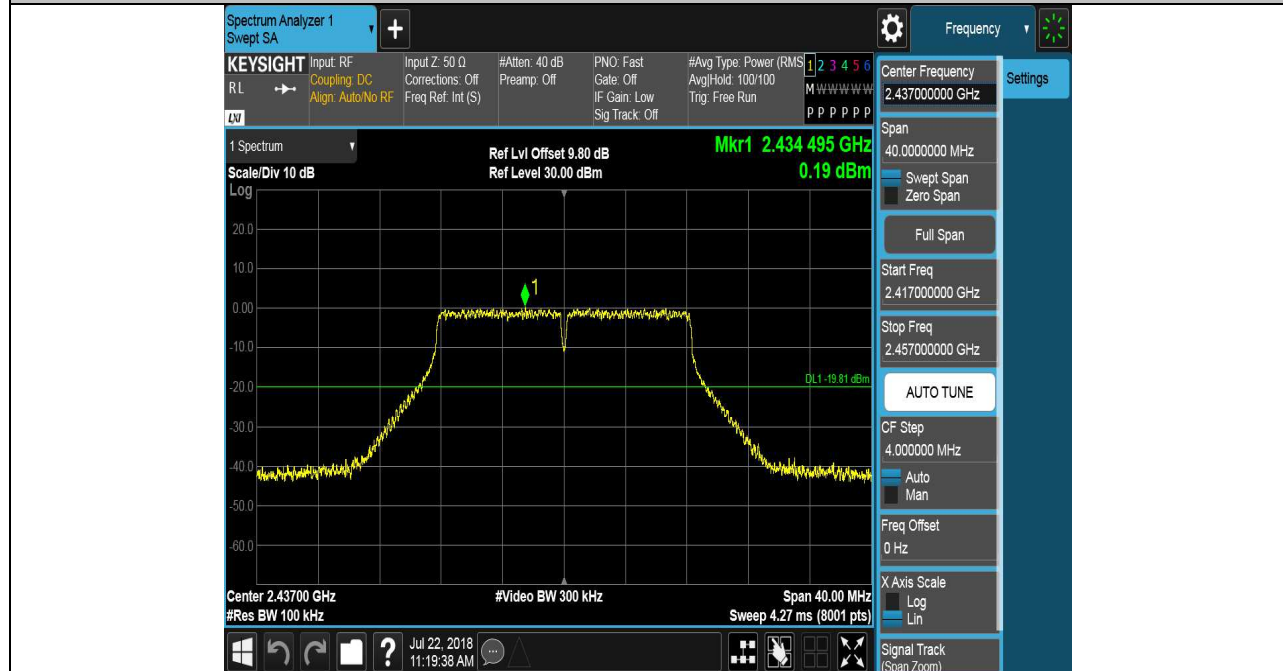 Spectrum Analyzer 1
Swept SA
+
Frequency
KEYSIGHT
RL
LXI
Input: RF
Coupling: DC
Align: Auto/No RF
Input Z: 50 Ω
Corrections: Off
Freq Ref: Int (S)
#Atten: 40 dB
Preamp: Off
PNO: Fast
Gate: Off
IF Gain: Low
Sig Track: Off
#Avg Type: Power (RMS
Avg|Hold: 100/100
Trig: Free Run
1 2 3 4 5 6
M W W W W W
P P P P P P
1 Spectrum
Scale/Div 10 dB
Ref Lvl Offset 9.80 dB
Ref Level 30.00 dBm
Mkr1 2.434 495 GHz
0.19 dBm
Log
20.0
10.0
0.00
-10.0
-20.0
-30.0
-40.0
-50.0
-60.0
1
DL1 -19.81 dBm
Center 2.43700 GHz
#Res BW 100 kHz
#Video BW 300 kHz
Span 40.00 MHz
Sweep 4.27 ms (8001 pts)
?
Jul 22, 2018
11:19:38 AM
Center Frequency
2.437000000 GHz
Settings
Span
40.0000000 MHz
Swept Span
Zero Span
Full Span
Start Freq
2.417000000 GHz
Stop Freq
2.457000000 GHz
AUTO TUNE
CF Step
4.000000 MHz
Auto
Man
Freq Offset
0 Hz
X Axis Scale
Log
Lin
Signal Track
(Span Zoom)